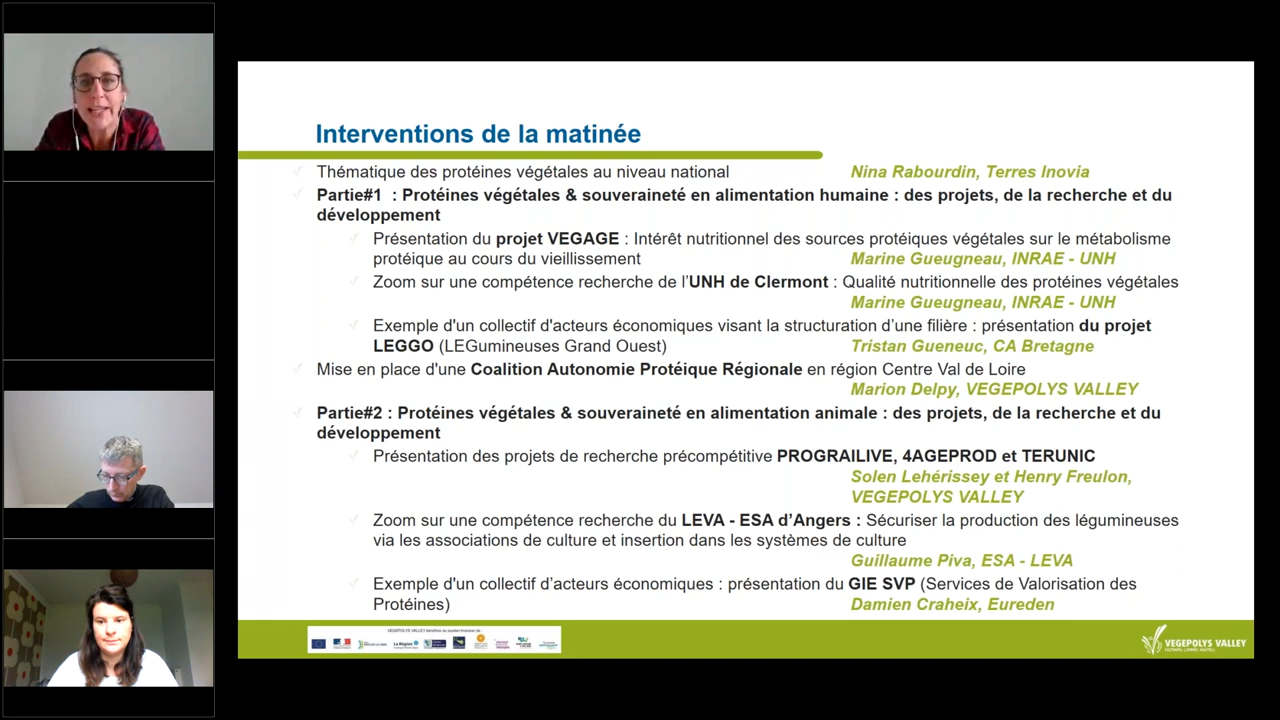 Interventions de la matinée
Thématique des protéines végétales au niveau national Nina Rabourdin, Terres Inovia
Partie#1 : Protéines végétales & souveraineté en alimentation humaine : des projets, de la recherche et du
développement
Présentation du projet VEGAGE : Intérêt nutritionnel des sources protéiques végétales sur le métabolisme
protéique au cours du vieillissement Marine Gueugneau, INRAE - UNH
Zoom sur une compétence recherche de l'UNH de Clermont : Qualité nutritionnelle des protéines végétales
Marine Gueugneau, INRAE - UNH
Exemple d'un collectif d'acteurs économiques visant la structuration d'une filière : présentation du projet
LEGGO (LEGumineuses Grand Ouest) Tristan Gueneuc, CA Bretagne
Mise en place d'une Coalition Autonomie Protéique Régionale en région Centre Val de Loire
Marion Delpy, VEGEPOLYS VALLEY
Partie#2 : Protéines végétales & souveraineté en alimentation animale : des projets, de la recherche et du
développement
Présentation des projets de recherche précompétitive PROGRAILIVE, 4AGEPROD et TERUNIC
Solen Lehérissey et Henry Freulon,
VEGEPOLYS VALLEY
Zoom sur une compétence recherche du LEVA - ESA d'Angers : Sécuriser la production des légumineuses
via les associations de culture et insertion dans les systèmes de culture
Guillaume Piva, ESA - LEVA
Exemple d'un collectif d'acteurs économiques : présentation du GIE SVP (Services de Valorisation des
Protéines) Damien Craheix, Eureden
VEGEPOLYS VALLEY